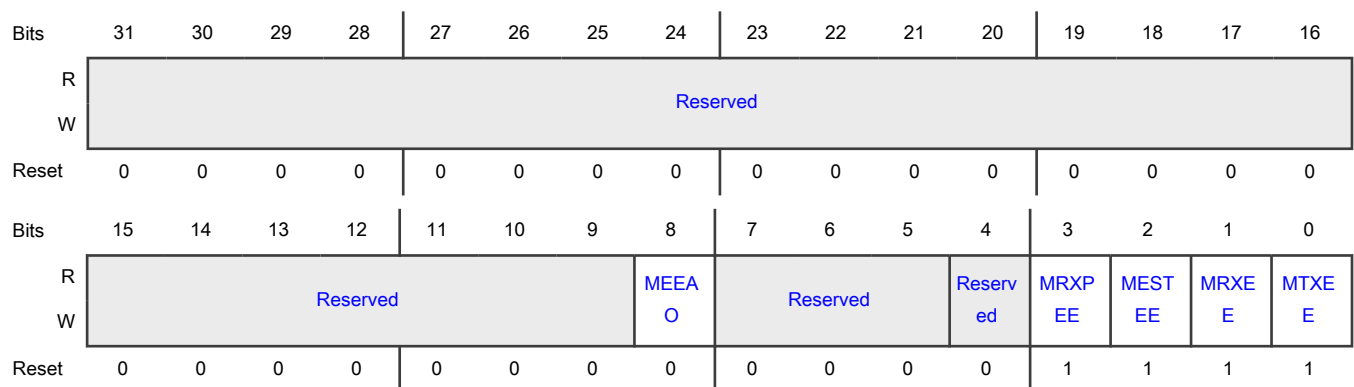 Bits 31 30 29 28 27 26 25 24 23 22 21 20 19 18 17 16
R
Reserved
W
Reset 0 0 0 0 0 0 0 0 0 0 0 0 0 0 0 0
Bits 15 14 13 12 11 10 9 8 7 6 5 4 3 2 1 0
R MEEA Reserv MRXP MEST MRXE MTXE
Reserved Reserved
W O ed EE EE E E
Reset 0 0 0 0 0 0 0 0 0 0 0 0 1 1 1 1